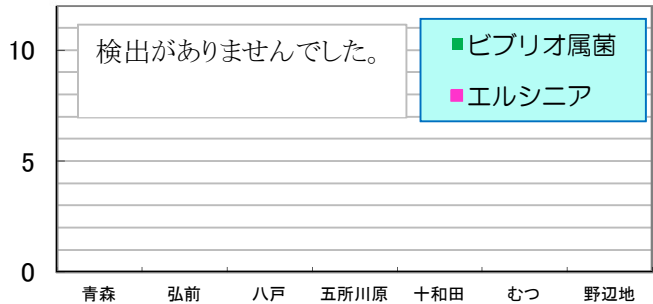 検出がありませんでした。
■ビブリオ属菌
■エルシニア
10
5
0
青森 弘前 八戸 五所川原 十和田 むつ 野辺地